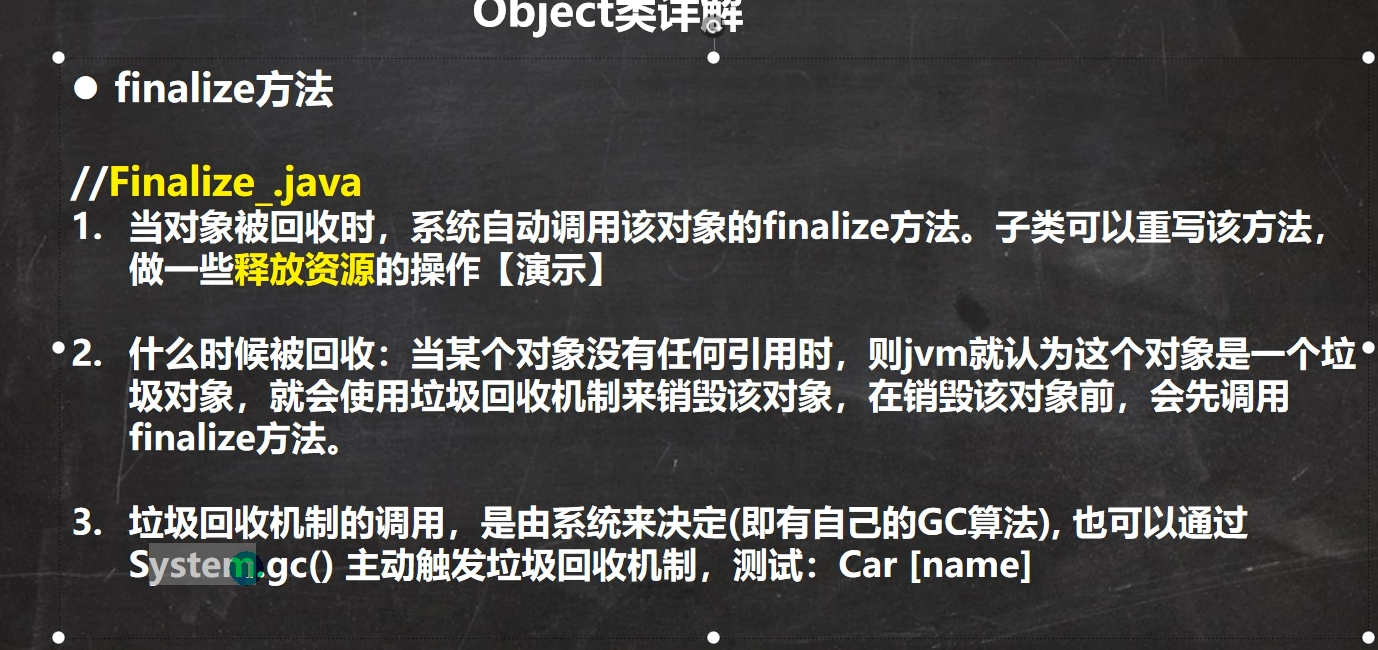 Object类详解
● finalize方法
//Finalize_.java
1. 当对象被回收时，系统自动调用该对象的finalize方法。子类可以重写该方法，
做一些释放资源的操作【演示】
2. 什么时候被回收：当某个对象没有任何引用时，则jvm就认为这个对象是一个垃
圾对象，就会使用垃圾回收机制来销毁该对象，在销毁该对象前，会先调用
finalize方法。
3. 垃圾回收机制的调用，是由系统来决定(即有自己的GC算法), 也可以通过
System.gc() 主动触发垃圾回收机制，测试：Car [name]